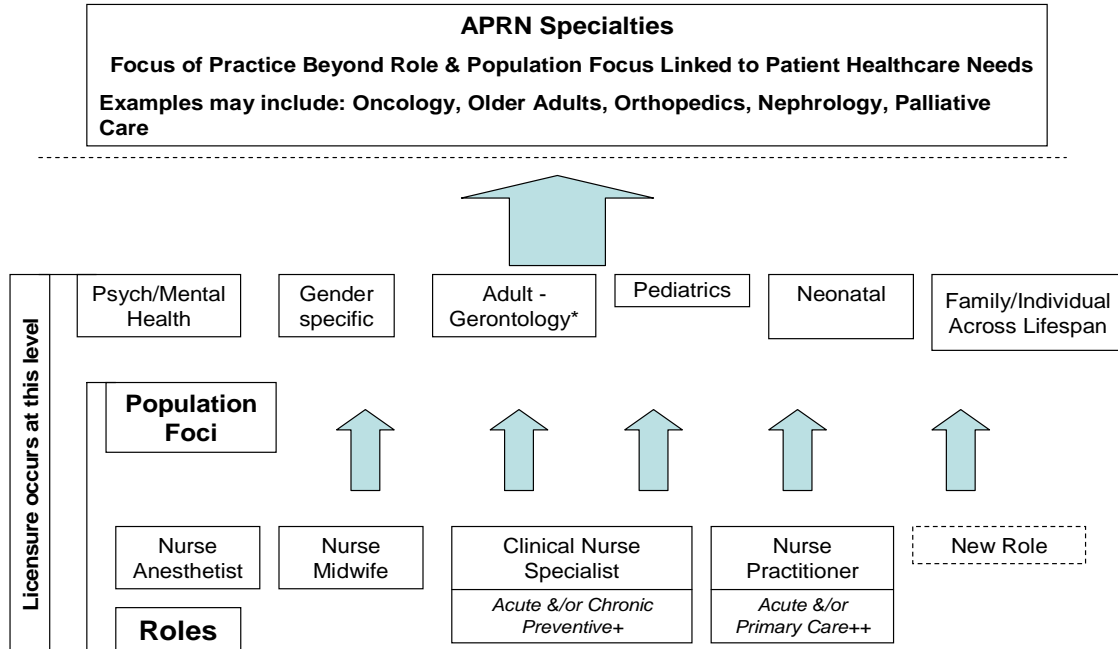 APRN Specialties
Focus of Practice Beyond Role & Population Focus Linked to Patient Healthcare Needs
Examples may include: Oncology, Older Adults, Orthopedics, Nephrology, Palliative
Care
Licensure occurs at this level
Psych/Mental
Health
Gender
specific
Adult -
Gerontology*
Pediatrics
Neonatal
Family/Individual
Across Lifespan
Population
Foci
Nurse
Anesthetist
Nurse
Midwife
Clinical Nurse
Specialist
Acute &/or Chronic
Preventive+
Nurse
Practitioner
Acute &/or
Primary Care++
New Role
Roles